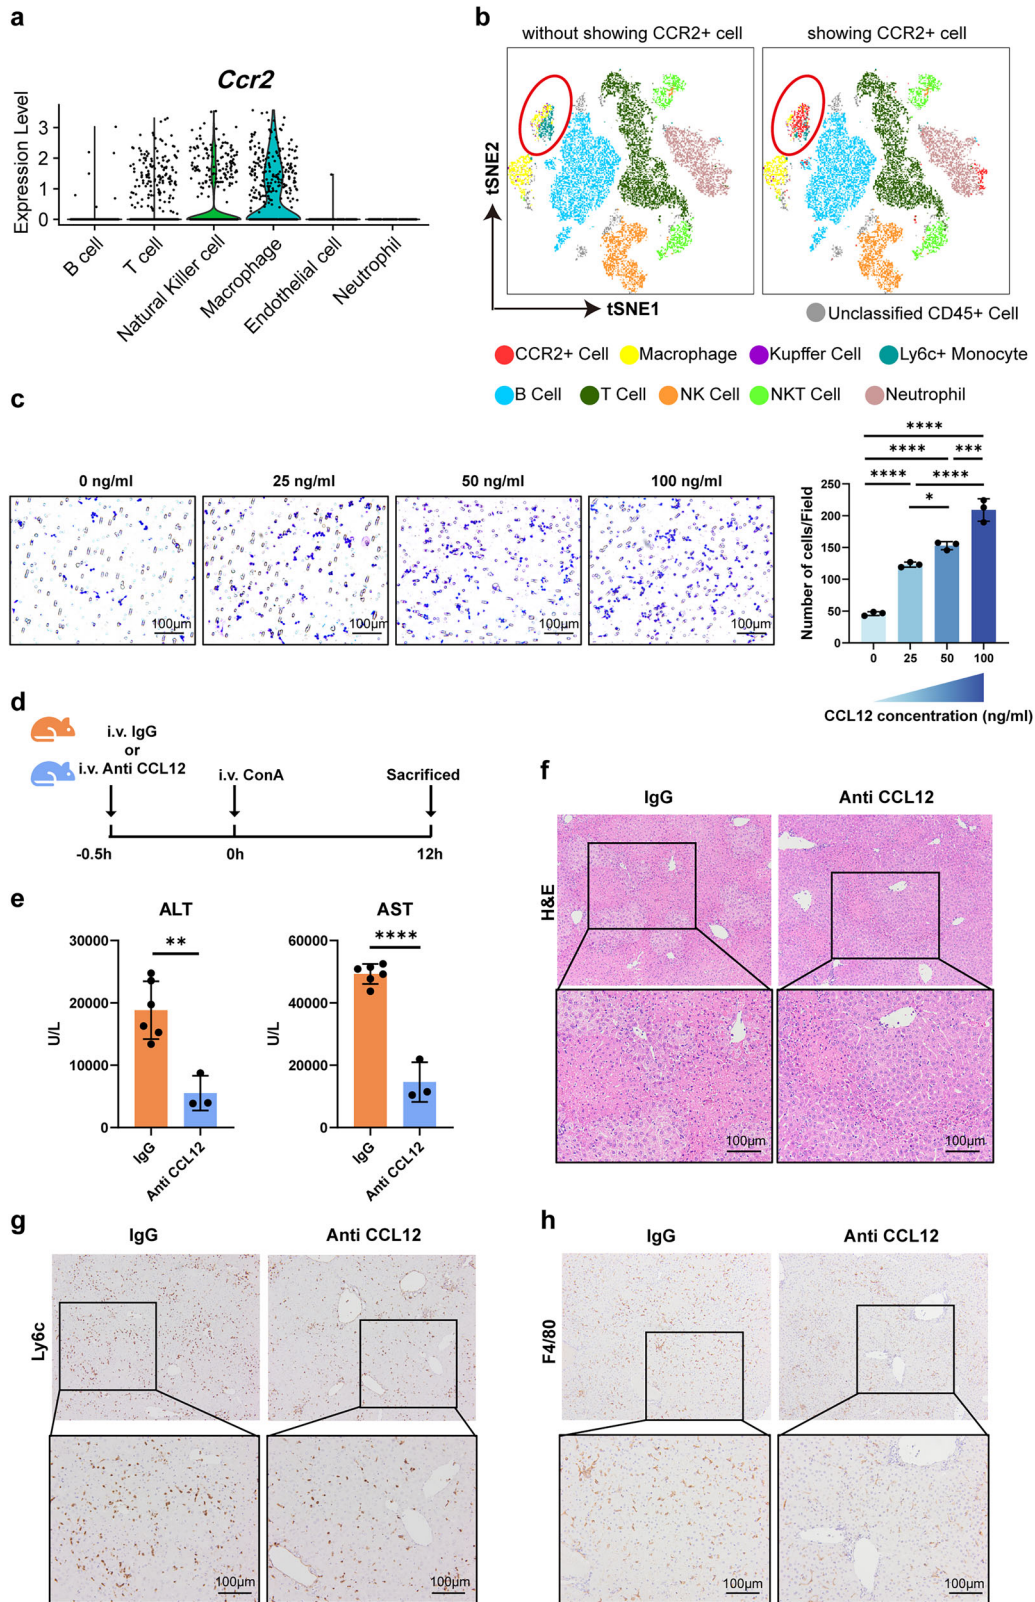 a
Ccr2
Expression Level
3
2
1
0
B cell
T cell
Natural Killer cell
Macrophage
Endothelial cell
Neutrophil
b
without showing CCR2+ cell
showing CCR2+ cell
tSNE2
tSNE1
Unclassified CD45+ Cell
CCR2+ Cell
Macrophage
Kupffer Cell
Ly6c+ Monocyte
B Cell
T Cell
NK Cell
NKT Cell
Neutrophil
c
0 ng/ml
25 ng/ml
50 ng/ml
100 ng/ml
100μm
100μm
100μm
100μm
****
**** ***
**** ****
*
Number of cells/Field
250
200
150
100
50
0
0 25 50 100
CCL12 concentration (ng/ml)
d
i.v. IgG
or
i.v. Anti CCL12
i.v. ConA
Sacrificed
-0.5h
0h
12h
e
ALT
**
U/L
30000
20000
10000
0
IgG
Anti CCL12
AST
****
U/L
60000
40000
20000
0
IgG
Anti CCL12
f
IgG
Anti CCL12
H&E
100μm
100μm
g
IgG
Anti CCL12
Ly6c
100μm
100μm
h
IgG
Anti CCL12
F4/80
100μm
100μm